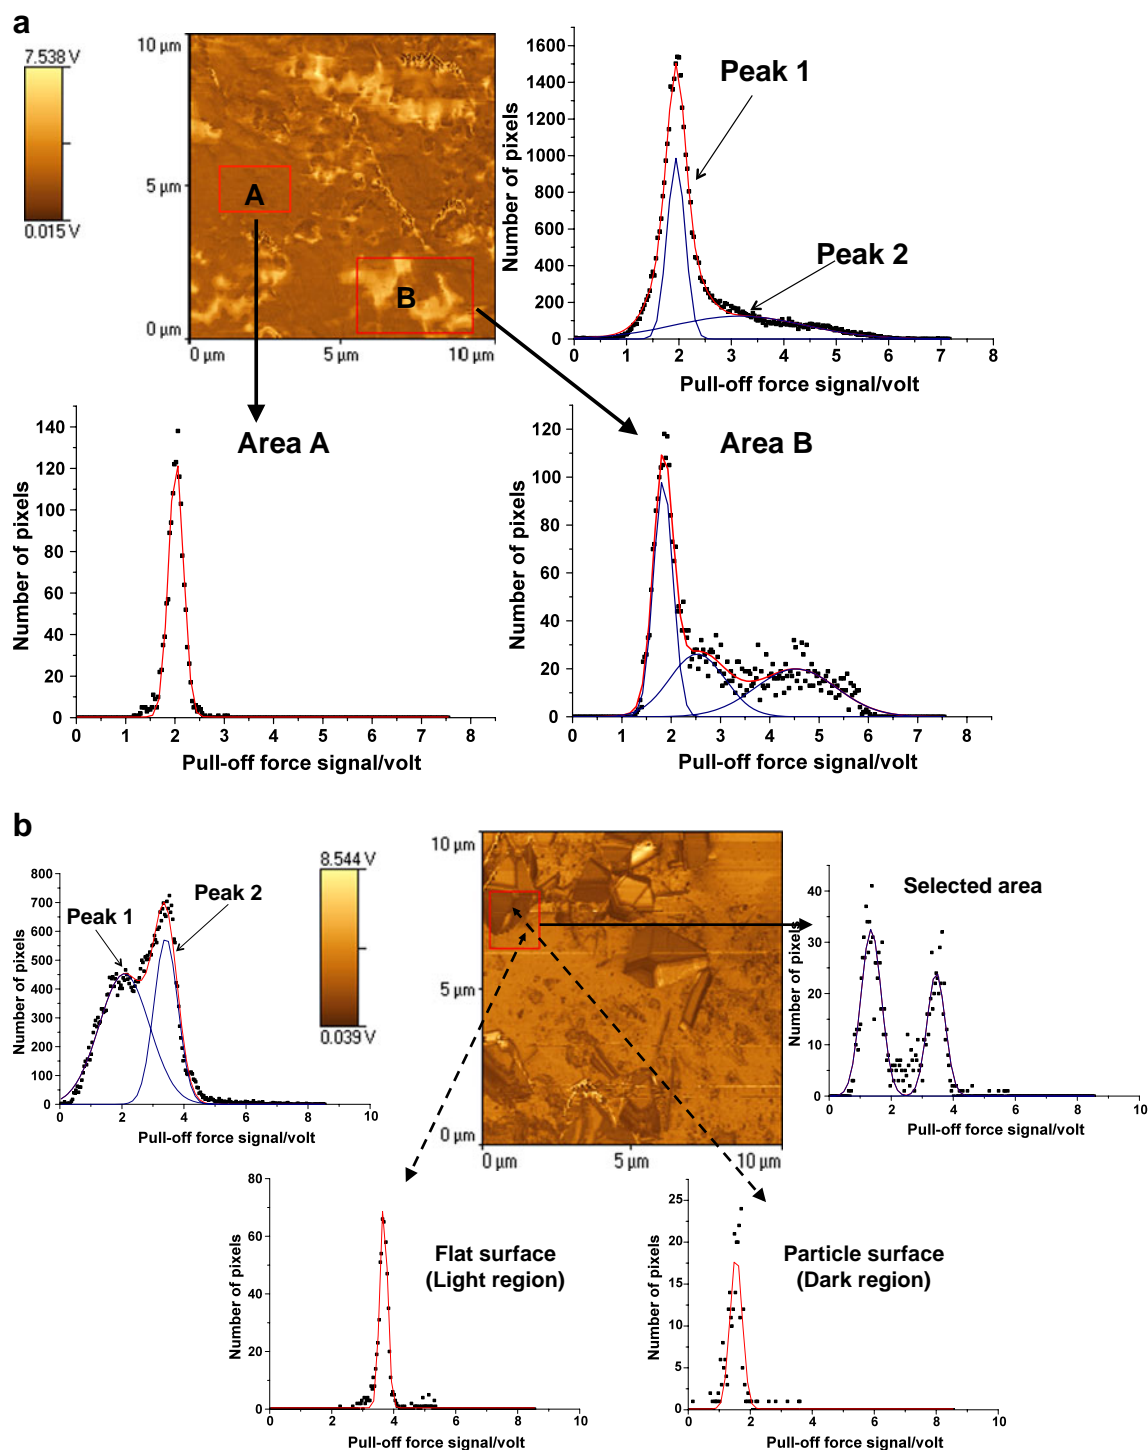 a
7.538 V
0.015 V
10 µm
5 µm
0 µm
0 µm
5 µm
10 µm
A
B
Number of pixels
1600
1400
1200
1000
800
600
400
200
0
Peak 1
Peak 2
0 1 2 3 4 5 6 7 8
Pull-off force signal/volt
Area A
Number of pixels
140
120
100
80
60
40
20
0
0 1 2 3 4 5 6 7 8
Pull-off force signal/volt
Area B
Number of pixels
120
100
80
60
40
20
0
0 1 2 3 4 5 6 7 8
Pull-off force signal/volt
b
Number of pixels
800
700
600
500
400
300
200
100
0
Peak 1
Peak 2
0 2 4 6 8 10
Pull-off force signal/volt
8.544 V
0.039 V
10 µm
5 µm
0 µm
0 µm
5 µm
10 µm
Selected area
Number of pixels
40
30
20
10
0
0 2 4 6 8 10
Pull-off force signal/volt
Flat surface
(Light region)
Number of pixels
80
60
40
20
0
0 2 4 6 8 10
Pull-off force signal/volt
Particle surface
(Dark region)
Number of pixels
25
20
15
10
5
0
0 2 4 6 8 10
Pull-off force signal/volt